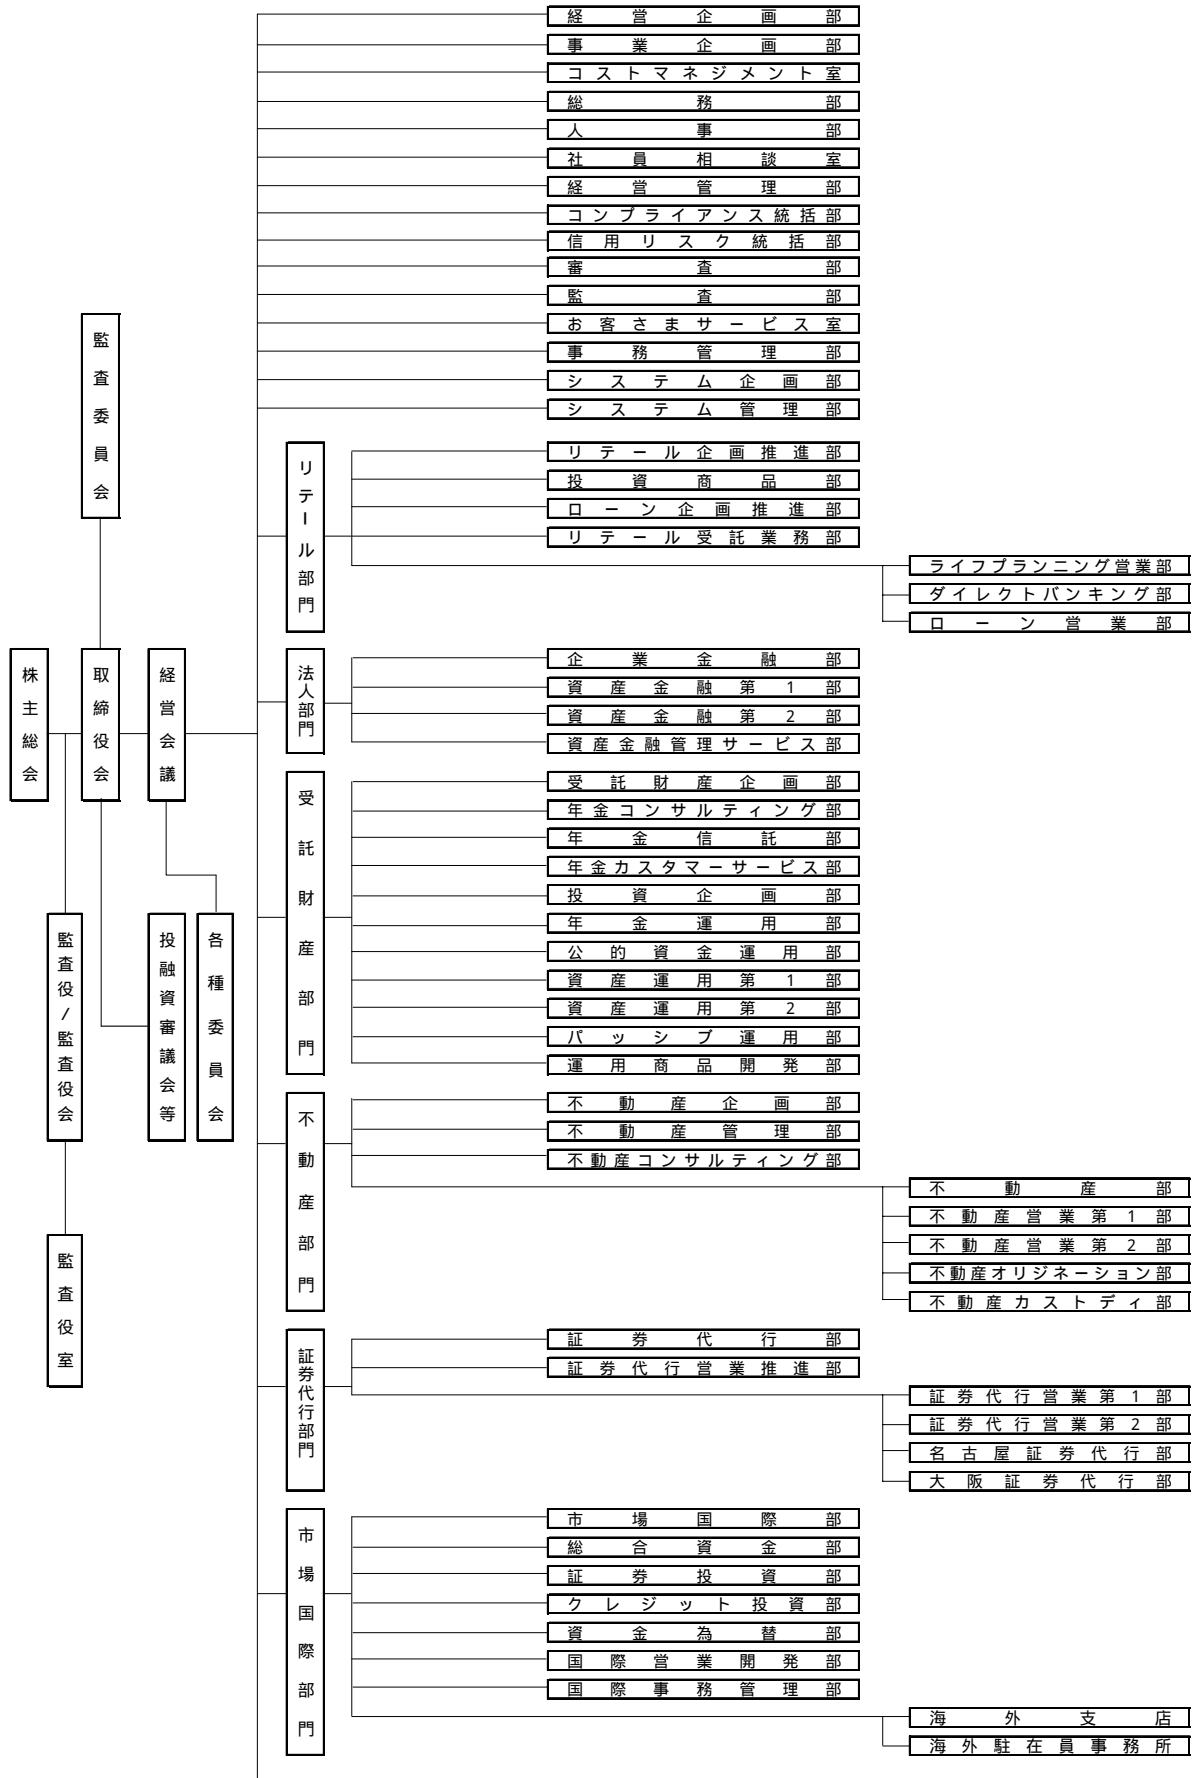 経営企画部
事業企画部
コストマネジメント室
総務部
人事部
社員相談室
経営管理部
コンプライアンス統括部
信用リスク統括部
審査部
監査部
お客さまサービス室
事務管理部
システム企画部
システム管理部
監査委員会
株主総会
取締役会
経営会議
監査役/監査役会
投融資審議会等
各種委員会
監査役室
リテール部門
リテール企画推進部
投資商品部
ローン企画推進部
リテール受託業務部
ライフプランニング営業部
ダイレクトバンキング部
ローン営業部
法人部門
企業金融部
資産金融第1部
資産金融第2部
資産金融管理サービス部
受託財産部門
受託財産企画部
年金コンサルティング部
年金信託部
年金カスタマーサービス部
投資企画部
年金運用部
公的資金運用部
資産運用第1部
資産運用第2部
パッシブ運用部
運用商品開発部
不動産部門
不動産企画部
不動産管理部
不動産コンサルティング部
不動産部
不動産営業第1部
不動産営業第2部
不動産オリジネーション部
不動産カストディ部
証券代行部門
証券代行部
証券代行営業推進部
証券代行営業第1部
証券代行営業第2部
名古屋証券代行部
大阪証券代行部
市場国際部門
市場国際部
総合資金部
証券投資部
クレジット投資部
資金為替部
国際営業開発部
国際事務管理部
海外支店
海外駐在員事務所